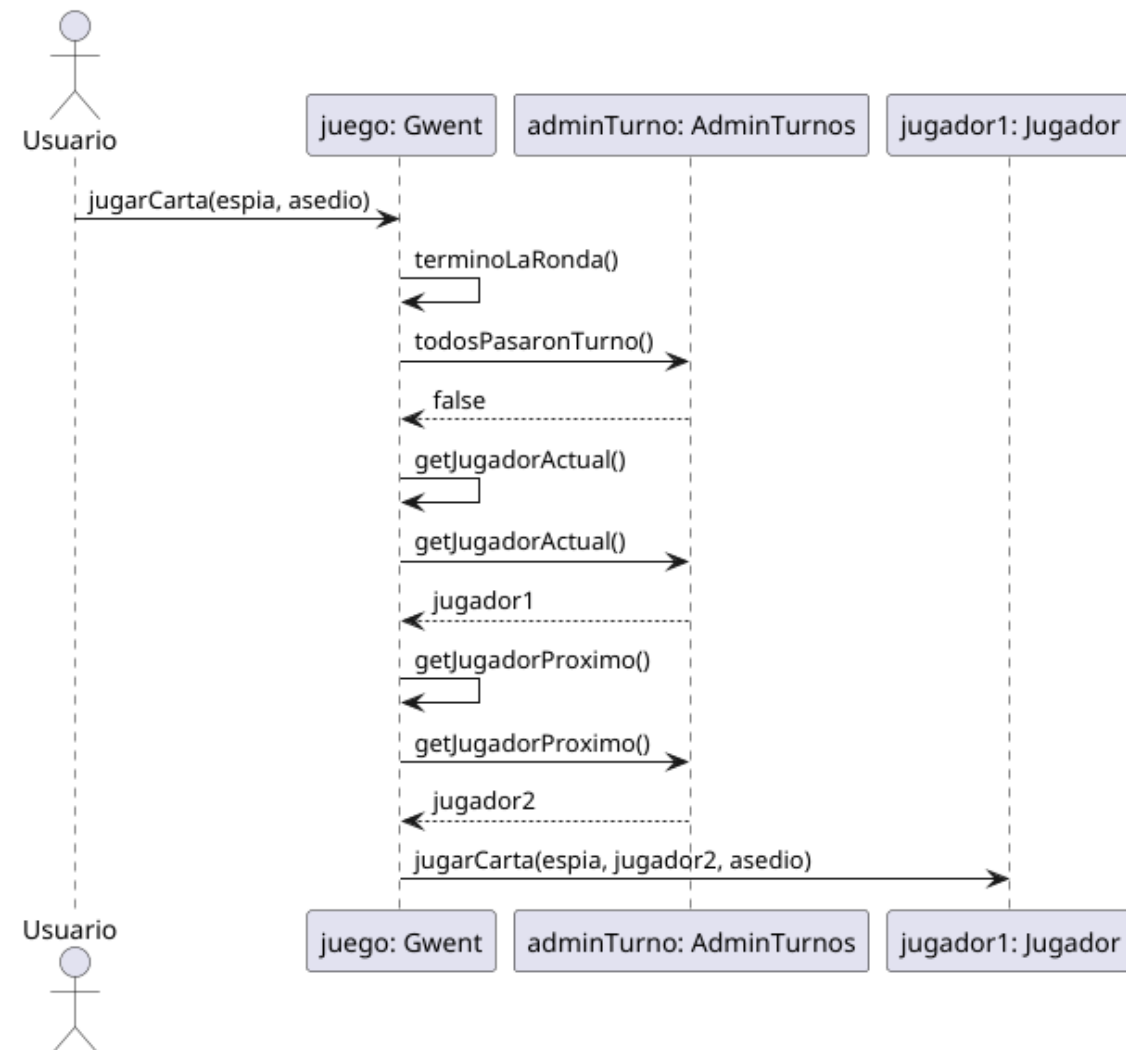 Usuario
juego: Gwent
adminTurno: AdminTurnos
jugador1: Jugador
jugarCarta(espia, asedio)
terminoLaRonda()
todosPasaronTurno()
false
getJugadorActual()
getJugadorActual()
jugador1
getJugadorProximo()
getJugadorProximo()
jugador2
jugarCarta(espia, jugador2, asedio)
Usuario
juego: Gwent
adminTurno: AdminTurnos
jugador1: Jugador